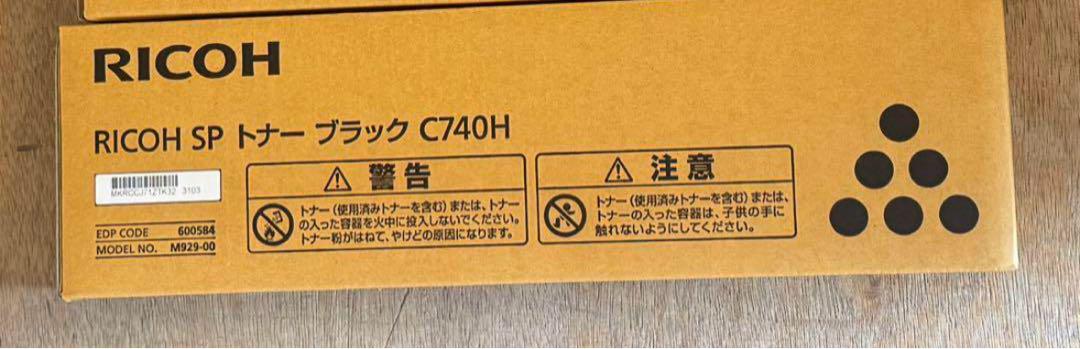 RICOH
RICOH SP トナー ブラック C740H
MKRCCJ71ZTK32 3103
EDP CODE 600584
MODEL NO. M929-00
警告
トナー(使用済みトナーを含む)または、トナー
の入った容器を火中に投入しないでください。
トナー粉がはねて、やけどの原因になります。
注意
トナー(使用済みトナーを含む)または、
トナーの入った容器は、子供の手に
触れないようにしてください。